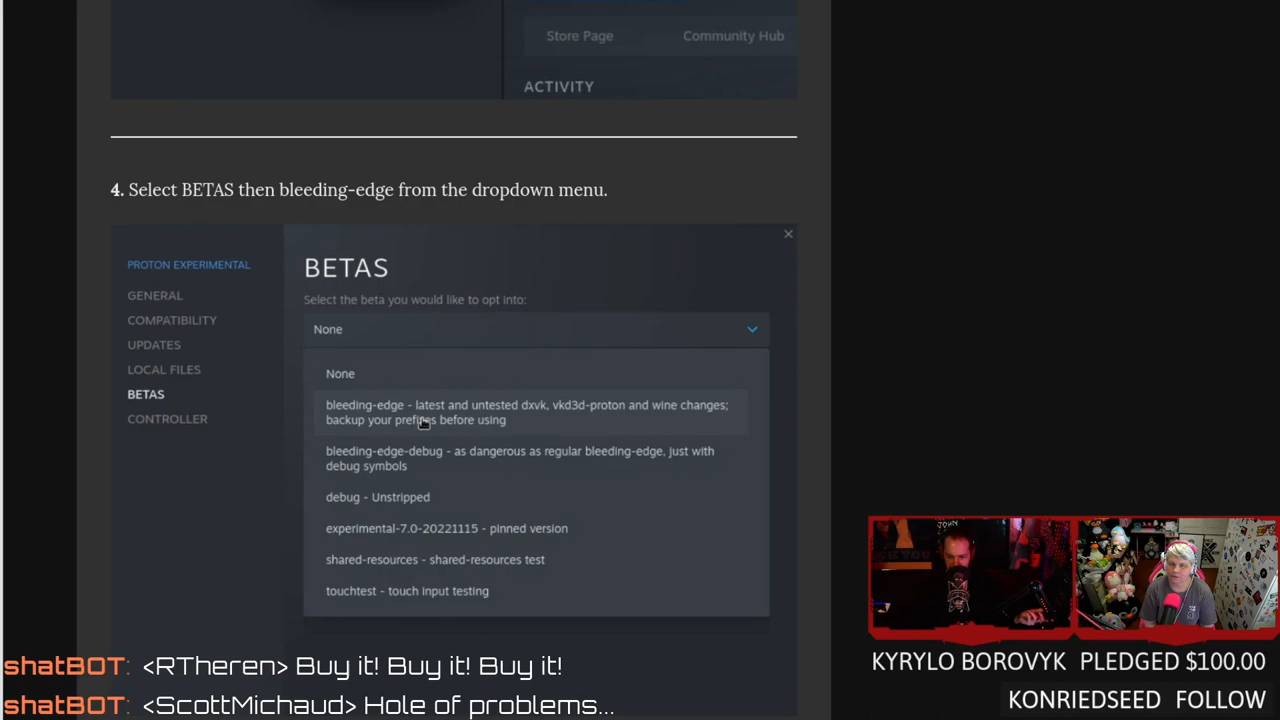 Store Page
Community Hub
ACTIVITY
4. Select BETAS then bleeding-edge from the dropdown menu.
PROTON EXPERIMENTAL
GENERAL
COMPATIBILITY
UPDATES
LOCAL FILES
BETAS
CONTROLLER
BETAS
Select the beta you would like to opt into:
None
None
bleeding-edge - latest and untested dxvk, vkd3d-proton and wine changes;
backup your prefixes before using
bleeding-edge-debug - as dangerous as regular bleeding-edge, just with
debug symbols
debug - Unstripped
experimental-7.0-20221115 - pinned version
shared-resources - shared-resources test
touchtest - touch input testing
shatBOT: <RTheren> Buy it! Buy it! Buy it!
shatBOT: <ScottMichaud> Hole of problems...
KYRYLO BOROVYK PLEDGED $100.00
KONRIEDSEED FOLLOW